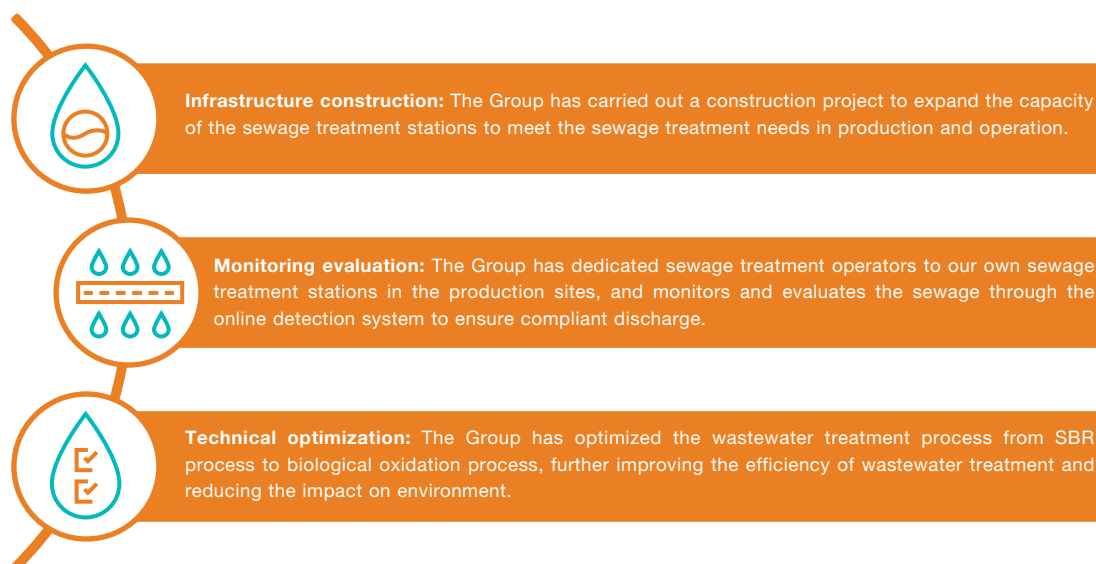 Infrastructure construction: The Group has carried out a construction project to expand the capacity
of the sewage treatment stations to meet the sewage treatment needs in production and operation.
Monitoring evaluation: The Group has dedicated sewage treatment operators to our own sewage
treatment stations in the production sites, and monitors and evaluates the sewage through the
online detection system to ensure compliant discharge.
Technical optimization: The Group has optimized the wastewater treatment process from SBR
process to biological oxidation process, further improving the efficiency of wastewater treatment and
reducing the impact on environment.